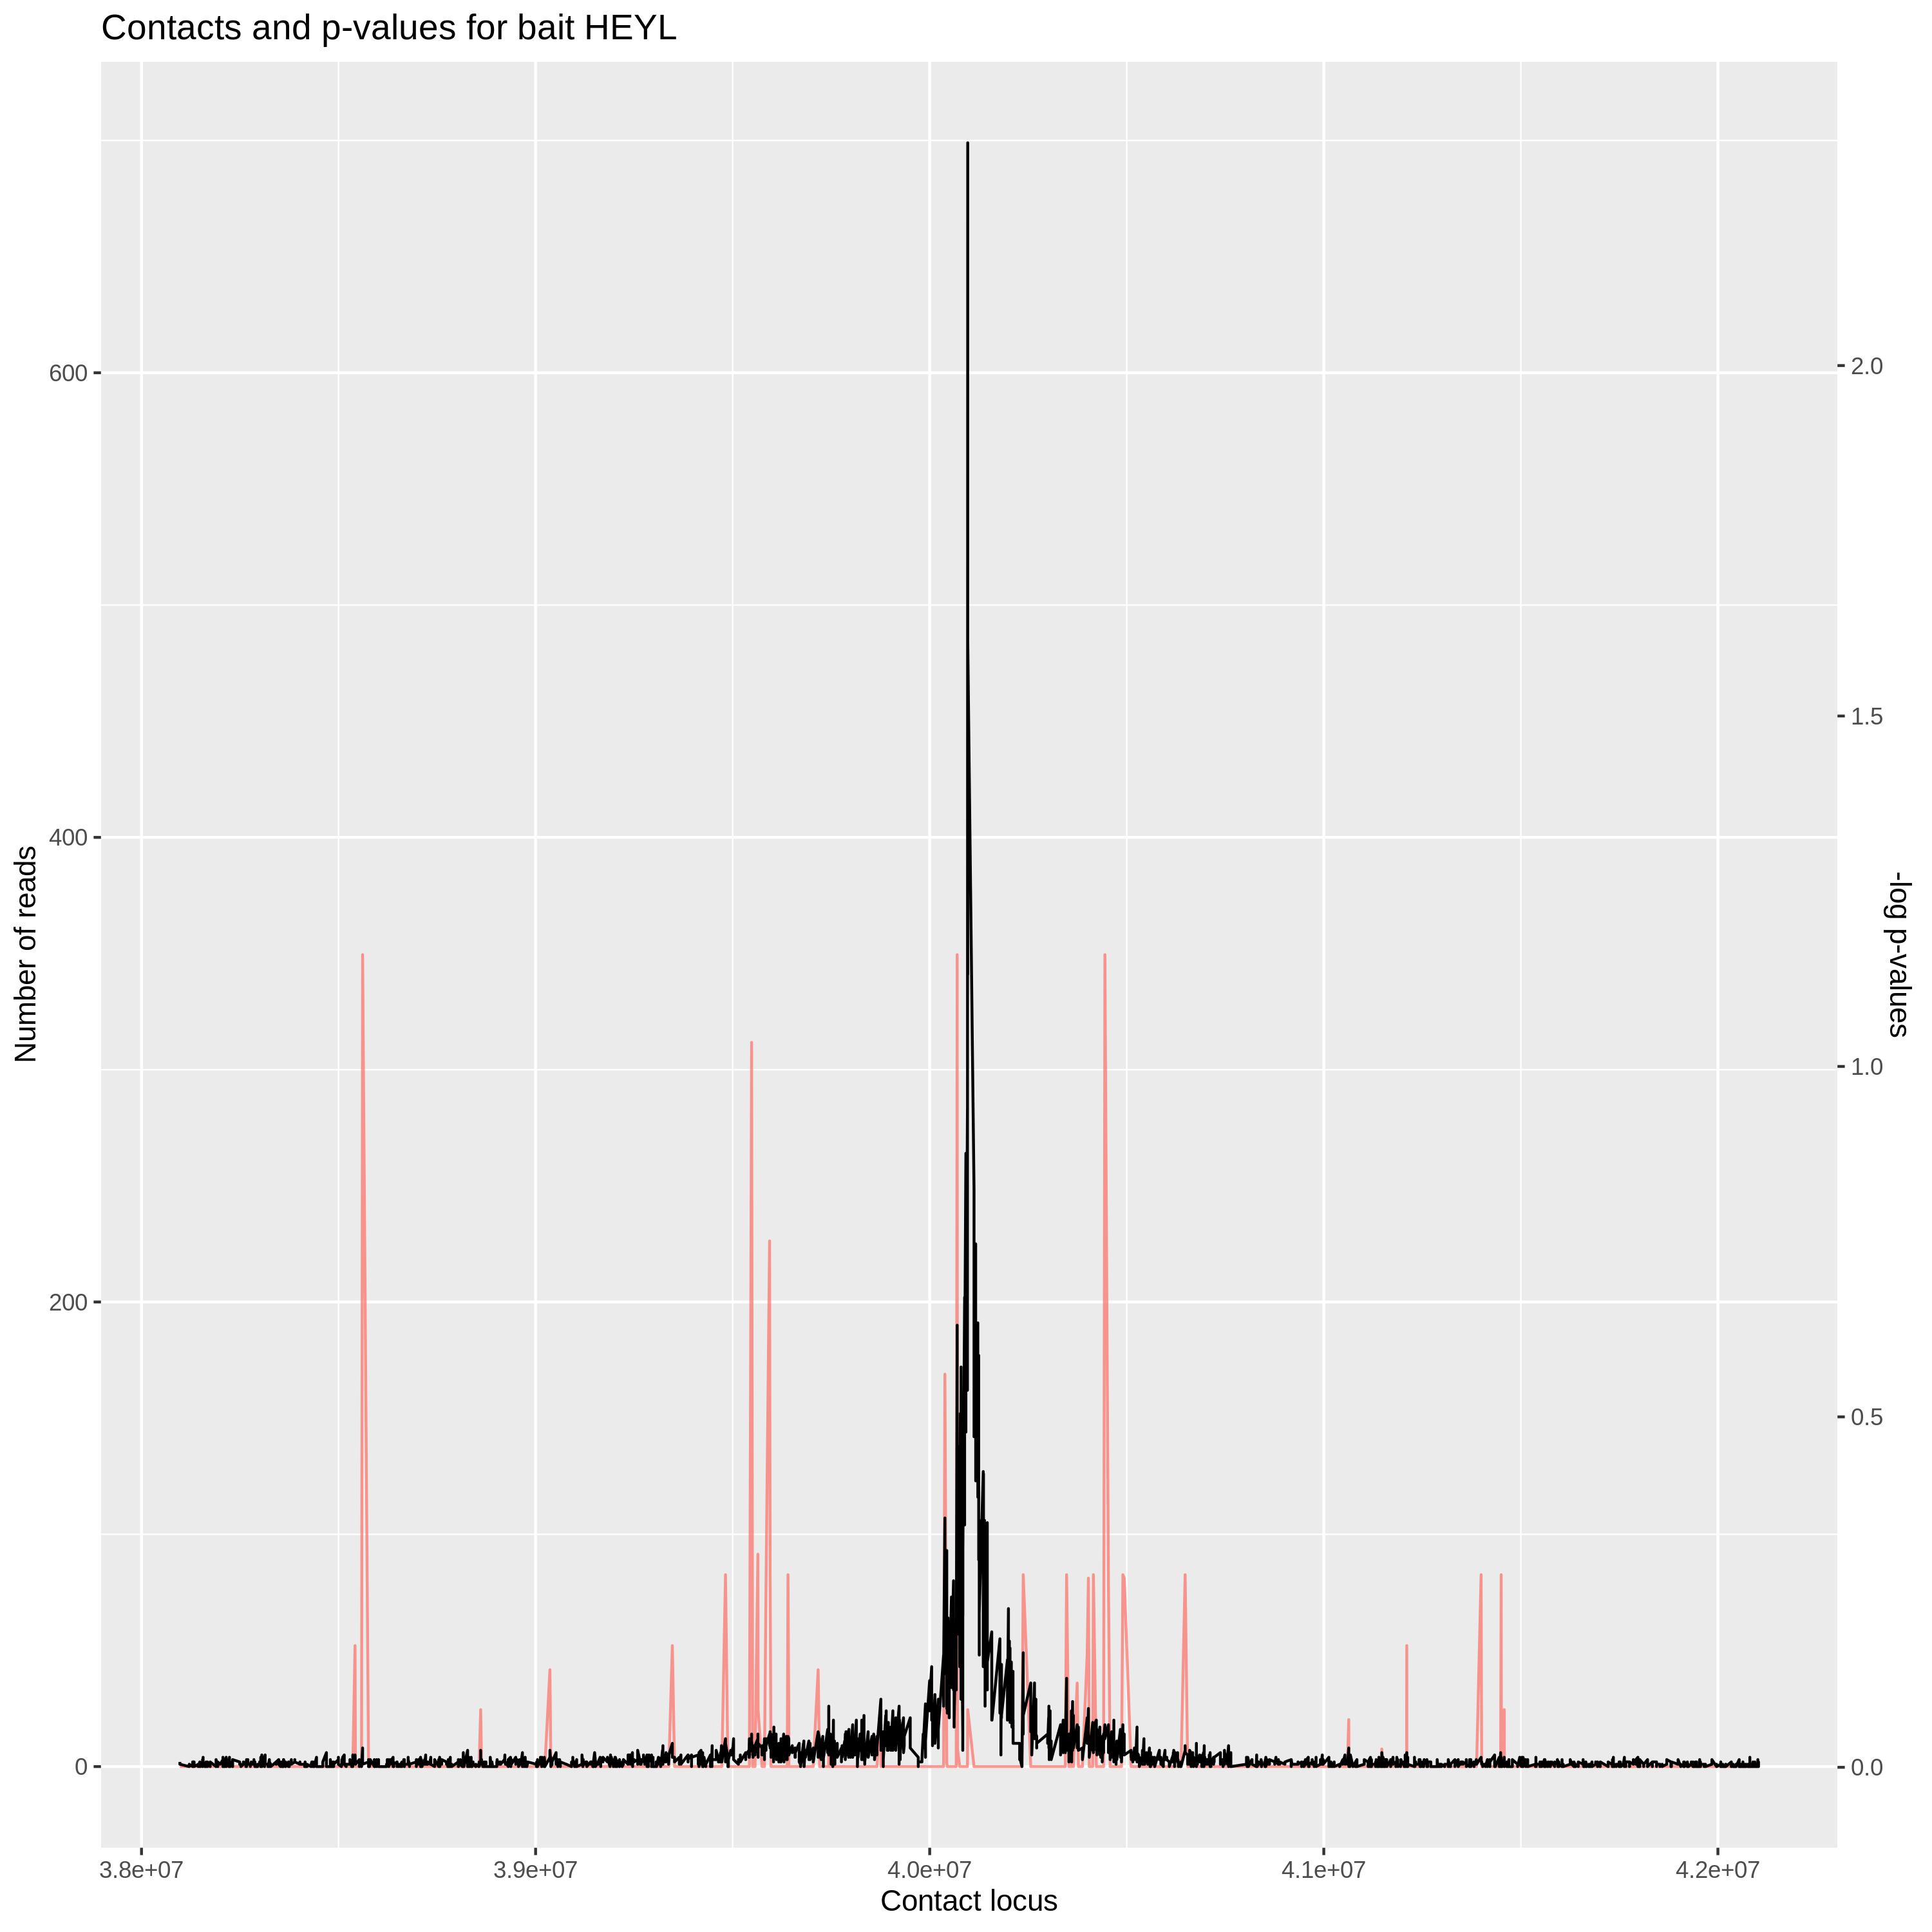 Contacts and p-values for bait HEYL
Number of reads
600
400
200
0
2.0
1.5
1.0
0.5
0.0
-log p-values
3.8e+07 3.9e+07 4.0e+07 4.1e+07 4.2e+07
Contact locus